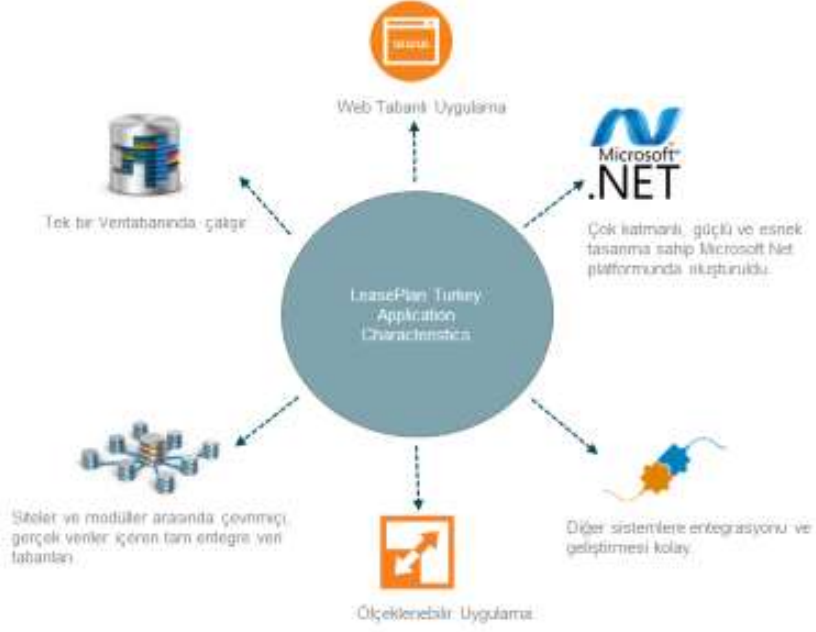 Web Tabanlı Uygulama
Microsoft
.NET
Tek bir Veritabanında çalışır
Çok katmanlı, güçlü ve esnek
tasarıma sahip Microsoft Net
platformunda oluşturuldu.
LeasePlan Turkey
Application
Characteristics
Siteler ve modüller arasında çevrimiçi,
gerçek veriler içeren tam entegre veri
tabanları
Diğer sistemlere entegrasyonu ve
geliştirmesi kolay.
Ölçeklenebilir Uygulama